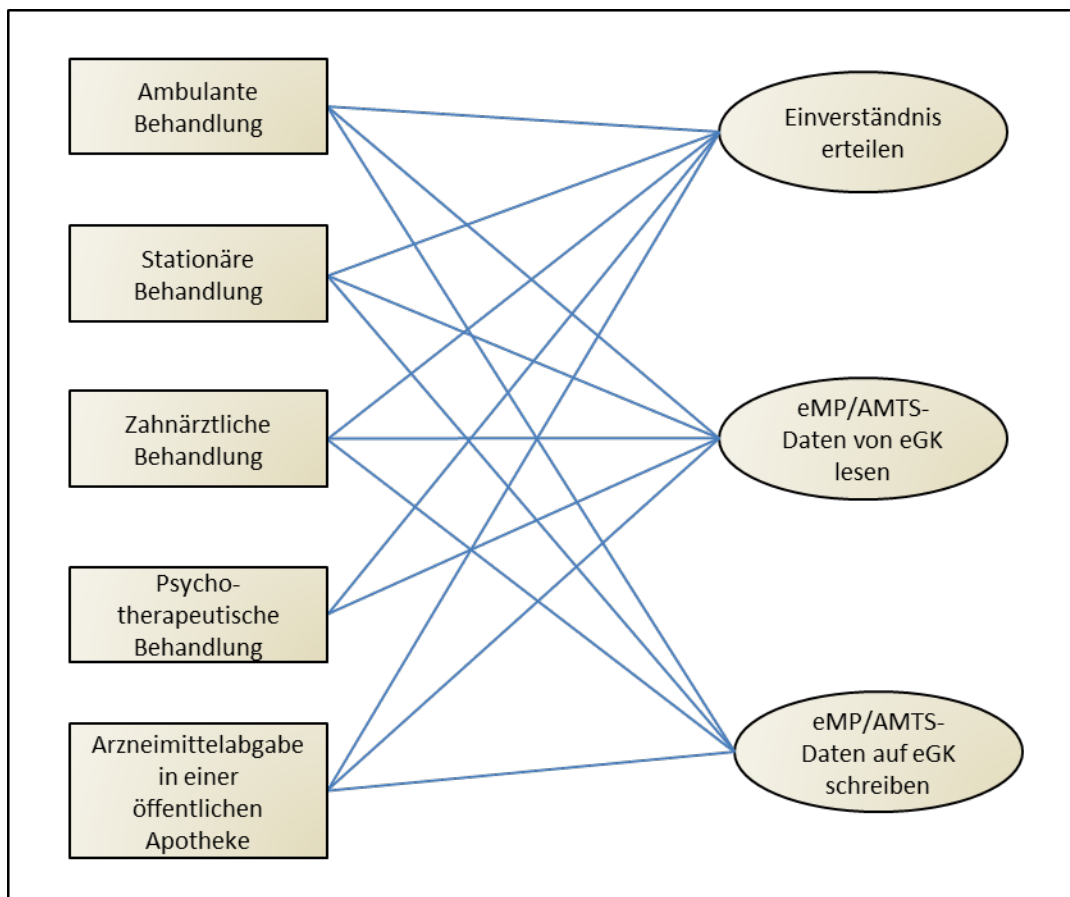 Ambulante
Behandlung
Einverständnis
erteilen
Stationäre
Behandlung
Zahnärztliche
Behandlung
eMP/AMTS-
Daten von eGK
lesen
Psycho-
therapeutische
Behandlung
Arzneimittelabgabe
in einer
öffentlichen
Apotheke
eMP/AMTS-
Daten auf eGK
schreiben